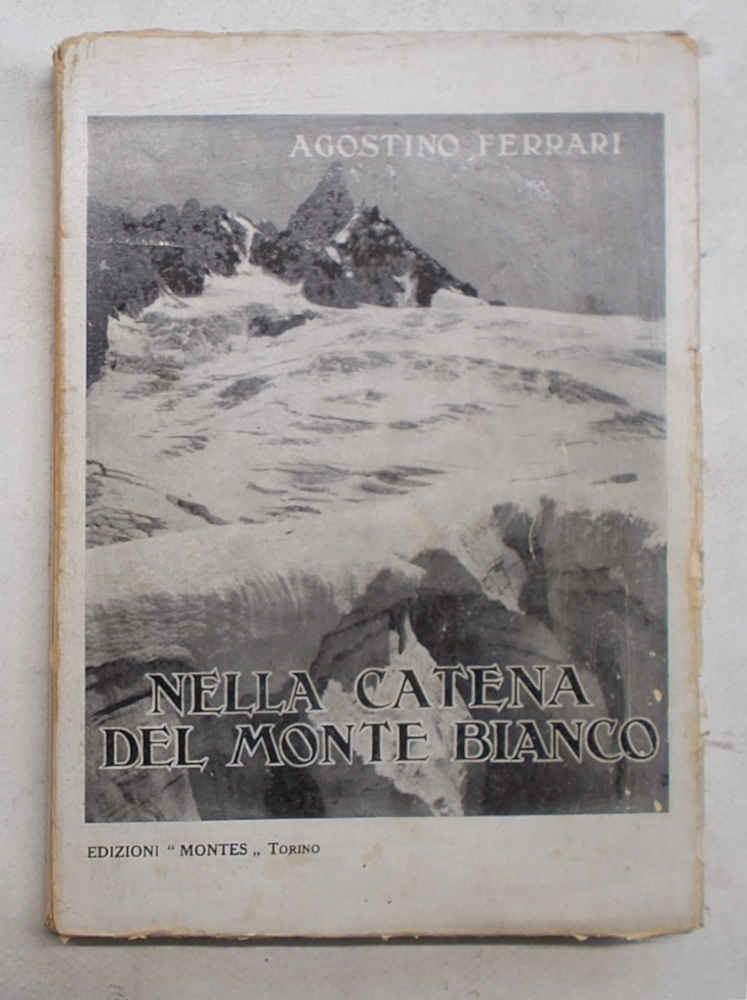 AGOSTINO FERRARI
NELLA CATENA
DEL MONTE BIANCO
EDIZIONI “ MONTES „ TORINO